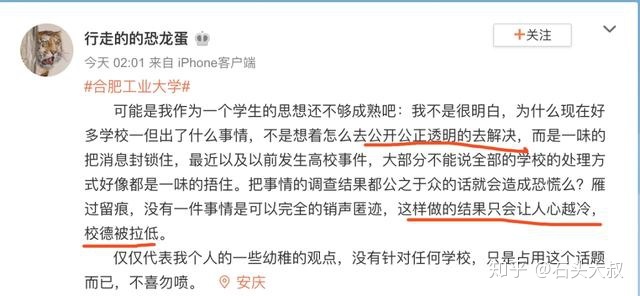 行走的的恐龙蛋
+关注
今天 02:01 来自 iPhone客户端
#合肥工业大学#
可能是我作为一个学生的思想还不够成熟吧：我不是很明白，为什么现在好
多学校一但出了什么事情，不是想着怎么去公开公正透明的去解决，而是一味的
把消息封锁住，最近以及以前发生高校事件，大部分不能说全部的学校的处理方
式好像都是一味的捂住。把事情的调查结果都公之于众的话就会造成恐慌么？雁
过留痕，没有一件事情是可以完全的销声匿迹，这样做的结果只会让人心越冷，
校德被拉低。
仅仅代表我个人的一些幼稚的观点，没有针对任何学校，只是占用这个话题
而已，不喜勿喷。 安庆
知乎 @石头大叔